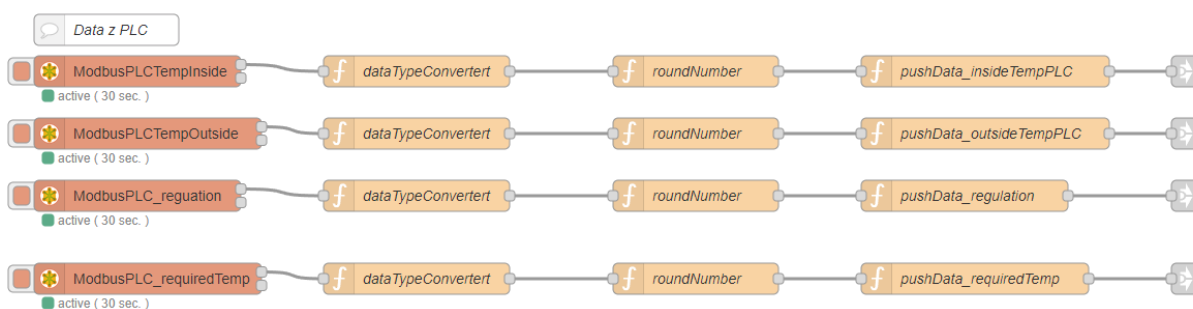 Data z PLC
ModbusPLCTempInside dataTypeConvertert roundNumber pushData_insideTempPLC
active ( 30 sec. )
ModbusPLCTempOutside dataTypeConvertert roundNumber pushData_outsideTempPLC
active ( 30 sec. )
ModbusPLC_reguation dataTypeConvertert roundNumber pushData_regulation
active ( 30 sec. )
ModbusPLC_requiredTemp dataTypeConvertert roundNumber pushData_requiredTemp
active ( 30 sec. )